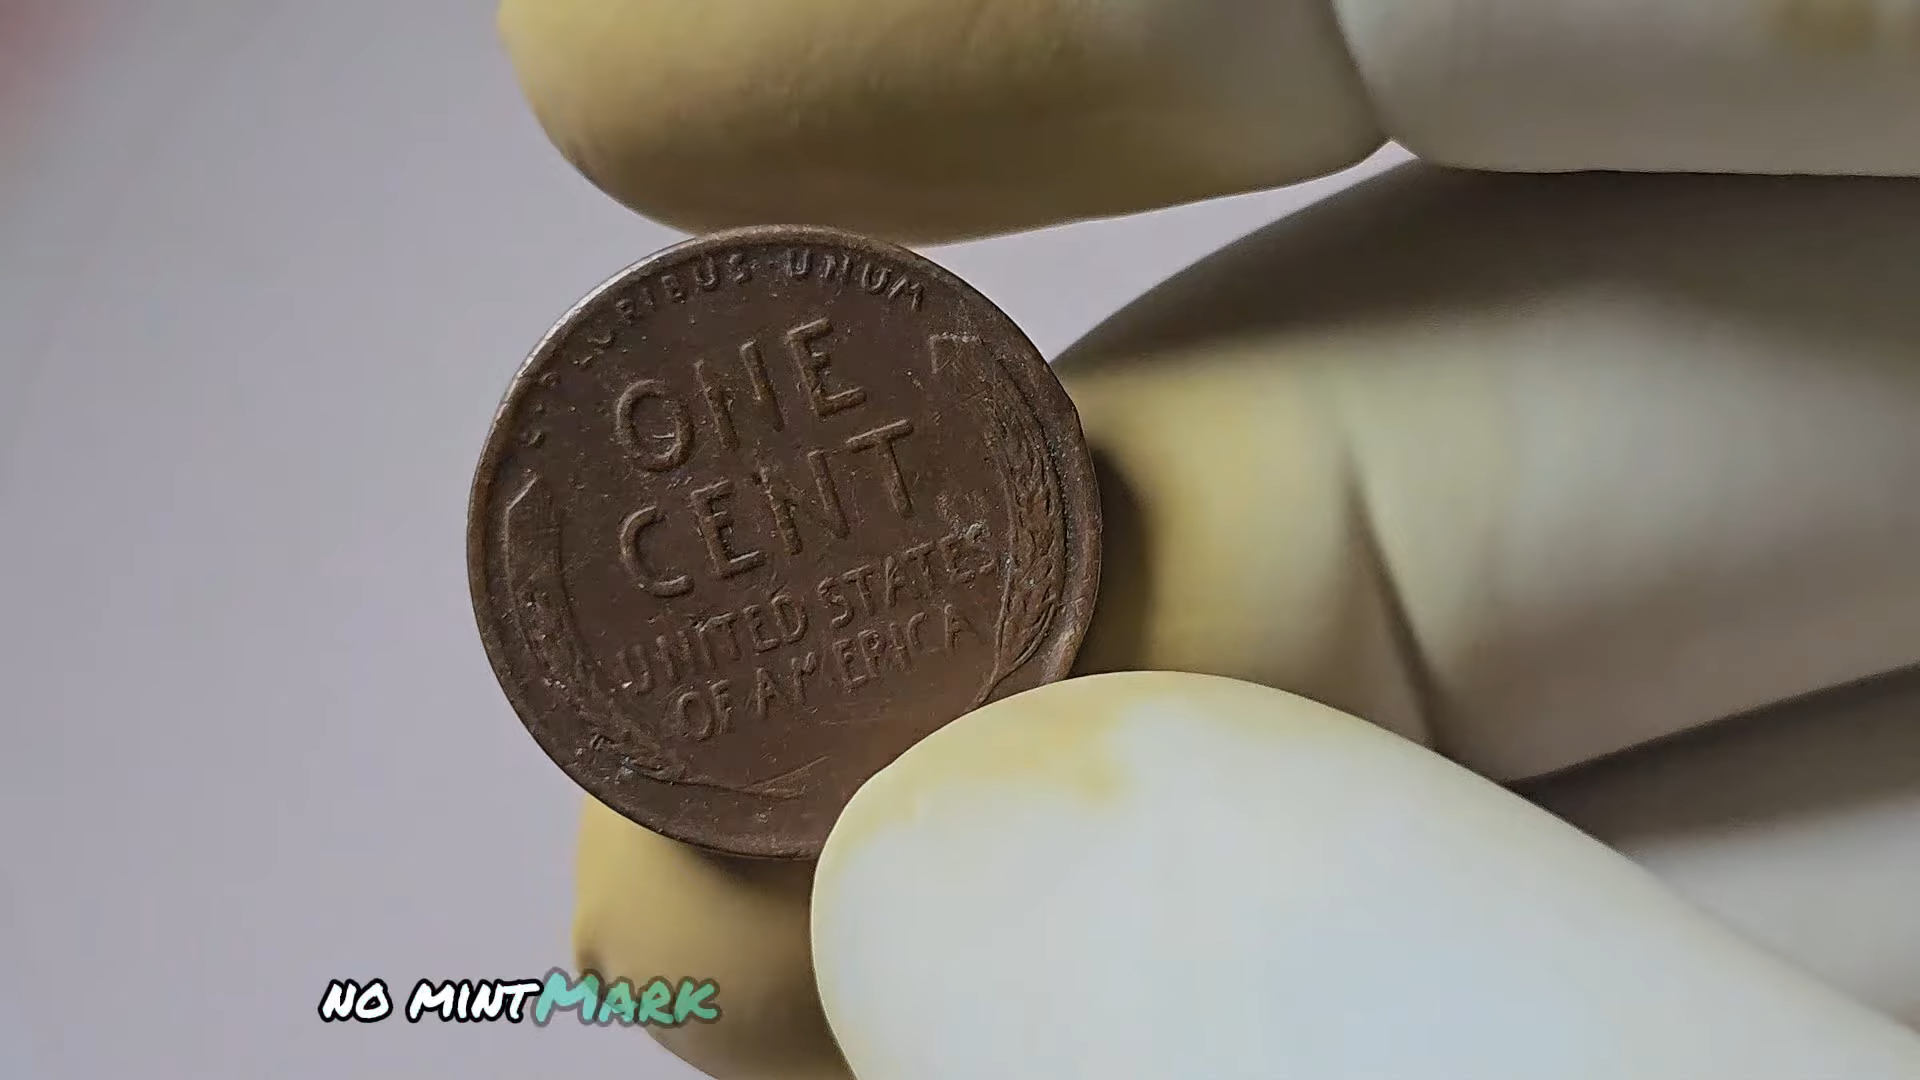 E·PLURIBUS·UNUM
ONE
CENT
UNITED STATES
OF AMERICA
NO MINT MARK